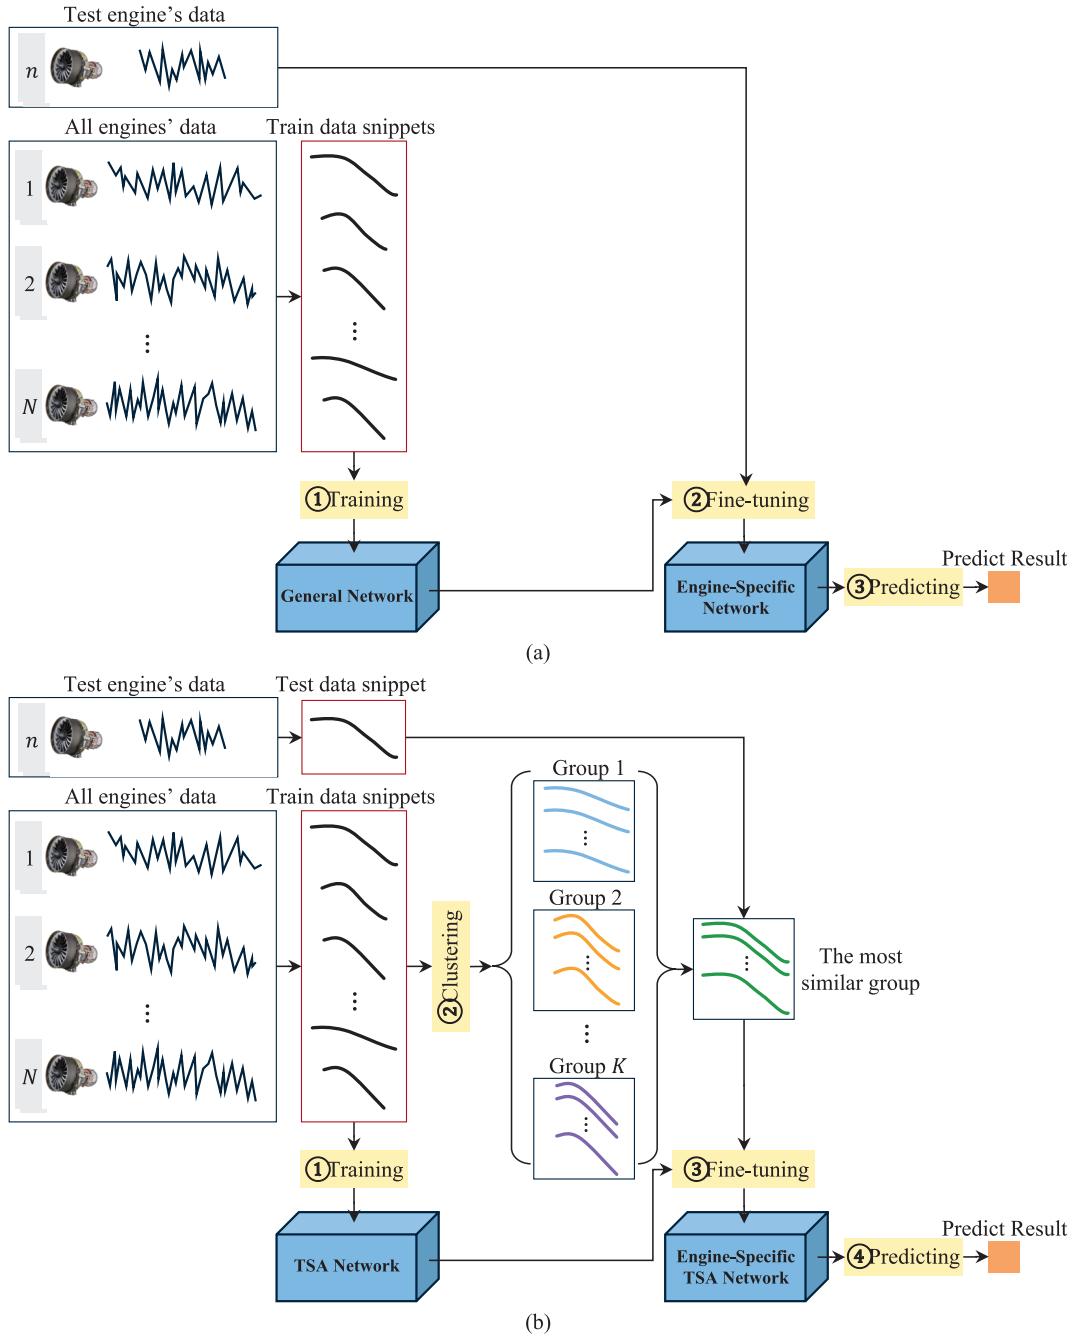 Test engine's data
n
All engines' data
Train data snippets
1
2
⋮
⋮
N
①Training
②Fine-tuning
General Network
Engine-Specific
Network
③Predicting
Predict Result
(a)
Test engine's data
Test data snippet
n
All engines' data
Train data snippets
1
2
⋮
⋮
N
②Clustering
Group 1
⋮
Group 2
⋮
⋮
Group K
⋮
⋮
The most
similar group
①Training
③Fine-tuning
TSA Network
Engine-Specific
TSA Network
④Predicting
Predict Result
(b)